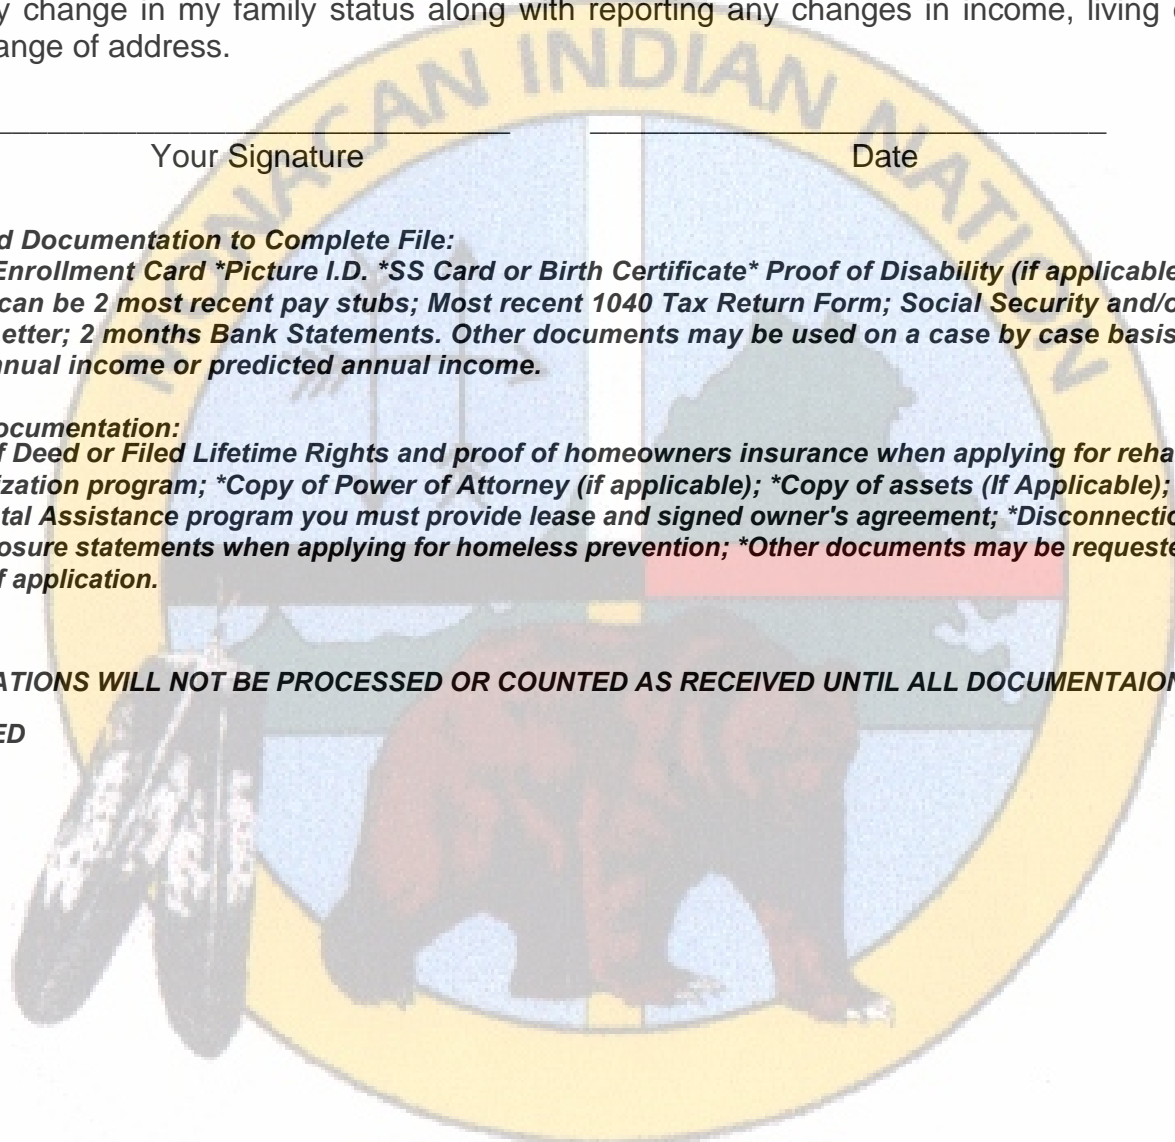 y change in my family status along with reporting any changes in income, living
ange of address.
MONACAN INDIAN NATION
Your Signature Date
d Documentation to Complete File:
Enrollment Card *Picture I.D. *SS Card or Birth Certificate* Proof of Disability (if applicable
can be 2 most recent pay stubs; Most recent 1040 Tax Return Form; Social Security and/o
etter; 2 months Bank Statements. Other documents may be used on a case by case basis
nnual income or predicted annual income.
ocumentation:
f Deed or Filed Lifetime Rights and proof of homeowners insurance when applying for reha
ization program; *Copy of Power of Attorney (if applicable); *Copy of assets (If Applicable);
tal Assistance program you must provide lease and signed owner's agreement; *Disconnectio
osure statements when applying for homeless prevention; *Other documents may be requeste
f application.
ATIONS WILL NOT BE PROCESSED OR COUNTED AS RECEIVED UNTIL ALL DOCUMENTAION
ED